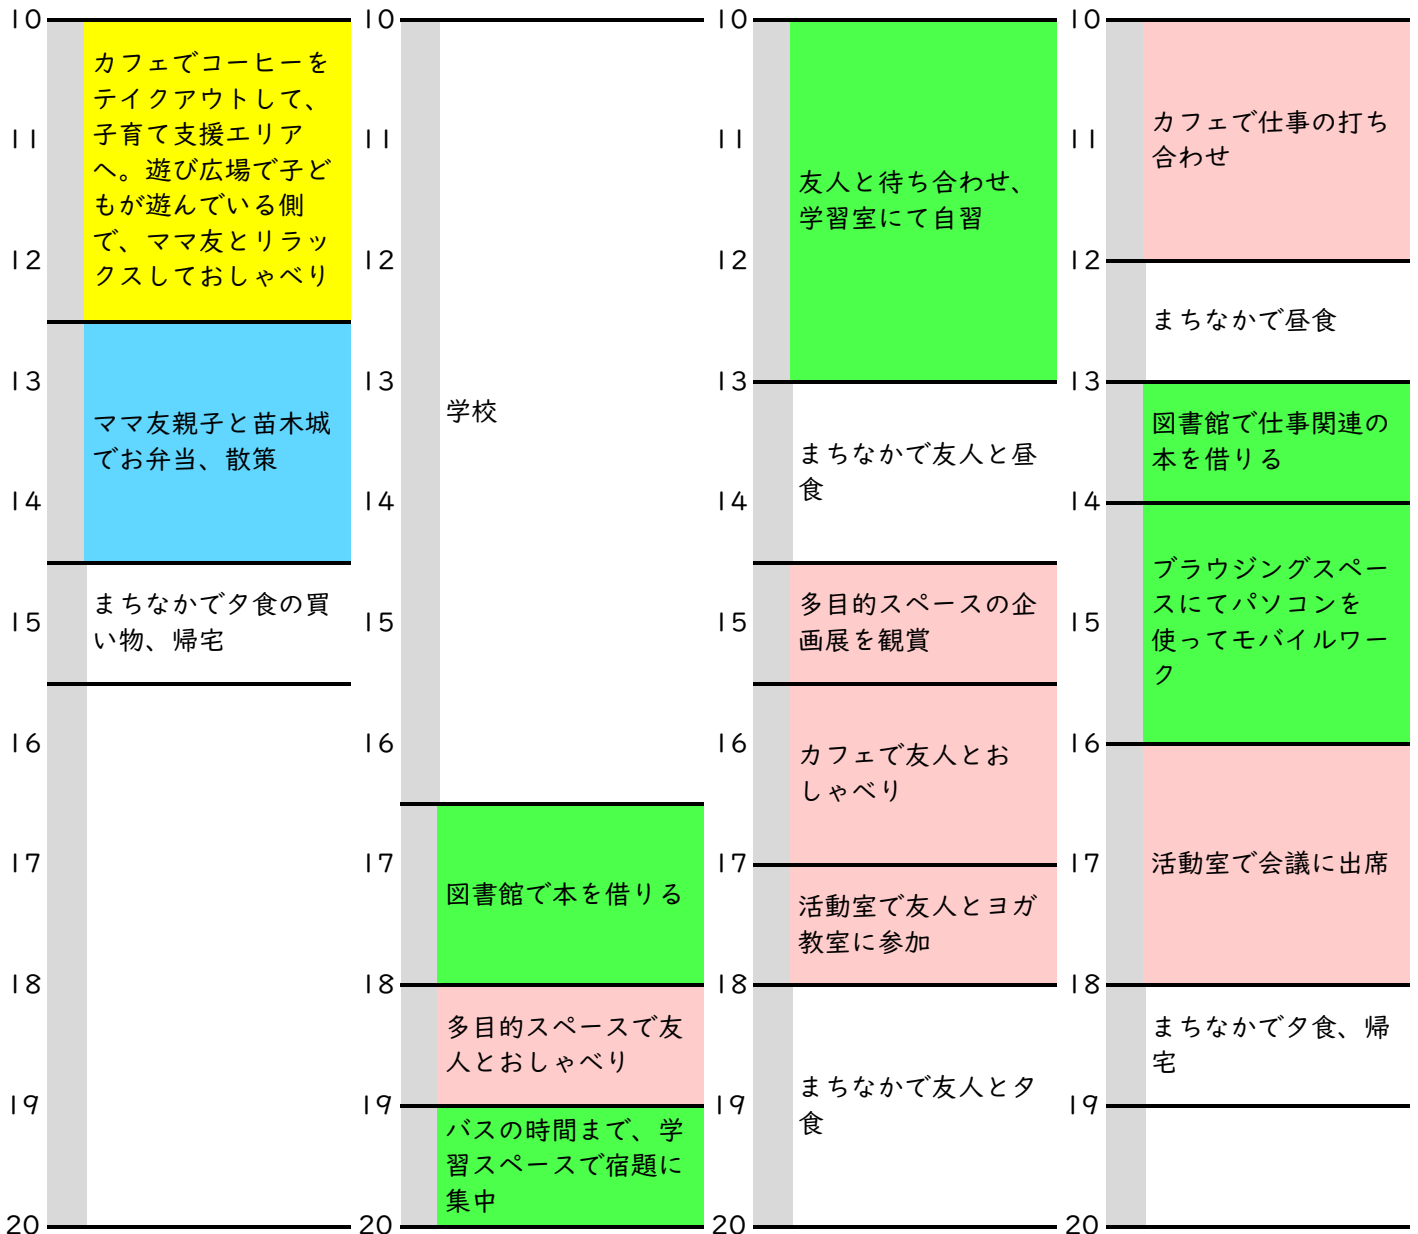 10
カフェでコーヒーを
テイクアウトして、
子育て支援エリア
へ。遊び広場で子ど
もが遊んでいる側
で、ママ友とリラッ
クスしておしゃべり
11
12
ママ友親子と苗木城
でお弁当、散策
13
14
まちなかで夕食の買
い物、帰宅
15
16
17
18
19
20
10
11
12
13
学校
14
15
16
17
図書館で本を借りる
18
多目的スペースで友
人とおしゃべり
19
バスの時間まで、学
習スペースで宿題に
集中
20
10
11
友人と待ち合わせ、
学習室にて自習
12
13
まちなかで友人と昼
食
14
多目的スペースの企
画展を観賞
15
16
カフェで友人とお
しゃべり
17
活動室で友人とヨガ
教室に参加
18
まちなかで友人と夕
食
19
20
10
11
カフェで仕事の打ち
合わせ
12
まちなかで昼食
13
図書館で仕事関連の
本を借りる
14
ブラウジングスペー
スにてパソコンを
使ってモバイルワー
ク
15
16
17
活動室で会議に出席
18
まちなかで夕食、帰
宅
19
20